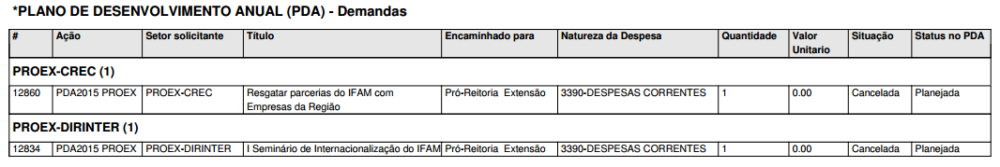 *PLANO DE DESENVOLVIMENTO ANUAL (PDA) - Demandas
# Ação Setor solicitante Título Encaminhado para Natureza da Despesa Quantidade Valor Unitario Situação Status no PDA
PROEX-CREC (1)
12860 PDA2015 PROEX PROEX-CREC Resgatar parcerias do IFAM com Empresas da Região Pró-Reitoria Extensão 3390-DESPESAS CORRENTES 1 0.00 Cancelada Planejada
PROEX-DIRINTER (1)
12834 PDA2015 PROEX PROEX-DIRINTER I Seminário de Internacionalização do IFAM Pró-Reitoria Extensão 3390-DESPESAS CORRENTES 1 0.00 Cancelada Planejada